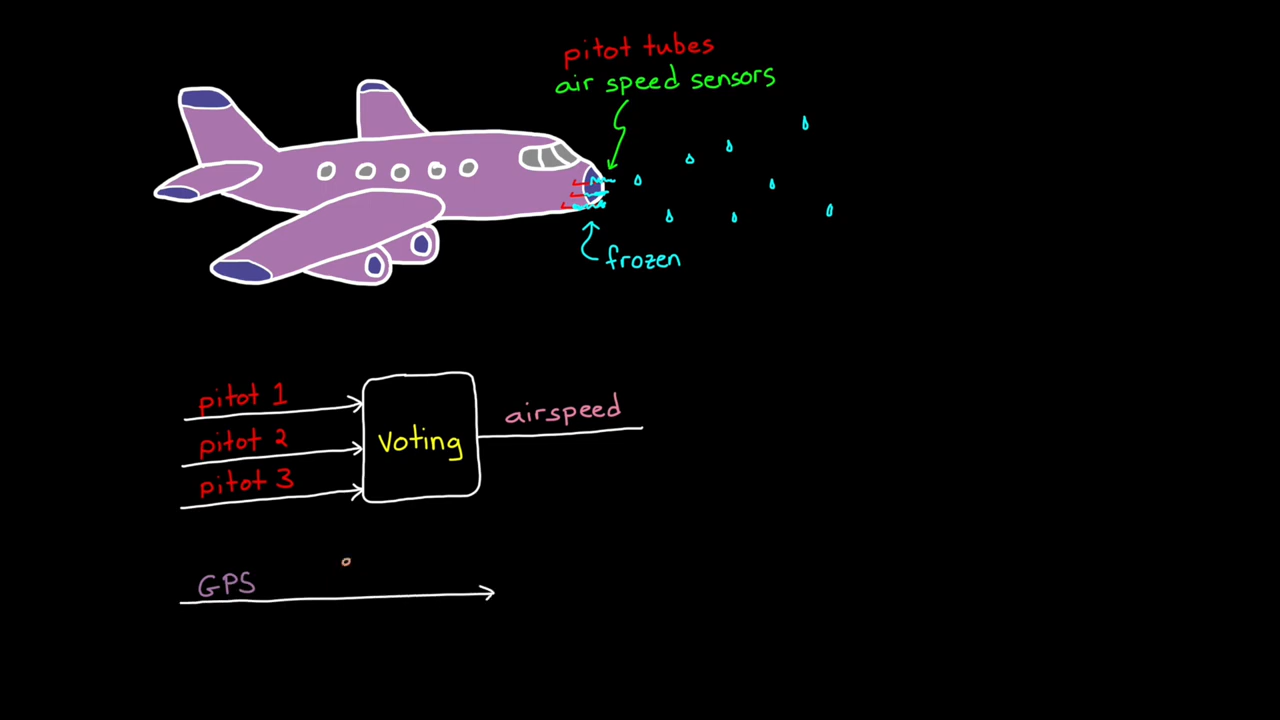 pitot tubes
air speed sensors
frozen
pitot 1
pitot 2
pitot 3
Voting
airspeed
GPS